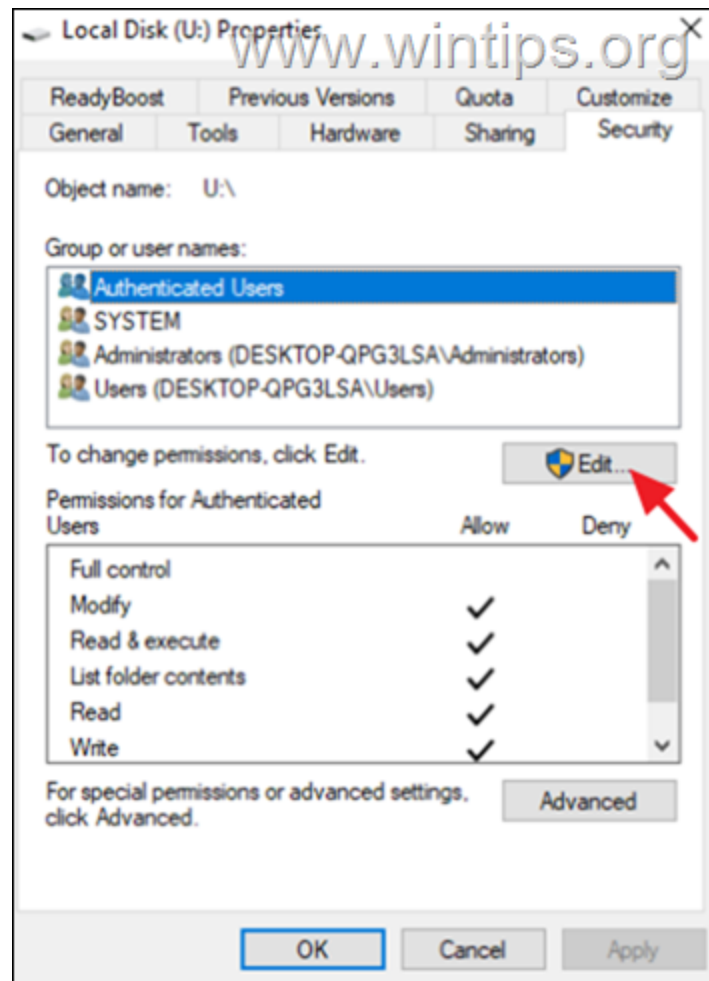 Local Disk (U:) Properties
www.wintips.org
ReadyBoost Previous Versions Quota Customize
General Tools Hardware Sharing Security
Object name: U:\
Group or user names:
Authenticated Users
SYSTEM
Administrators (DESKTOP-QPG3LSA\Administrators)
Users (DESKTOP-QPG3LSA\Users)
To change permissions, click Edit.
Edit...
Permissions for Authenticated
Users Allow Deny
Full control
Modify
Read & execute
List folder contents
Read
Write
For special permissions or advanced settings,
click Advanced.
Advanced
OK Cancel Apply